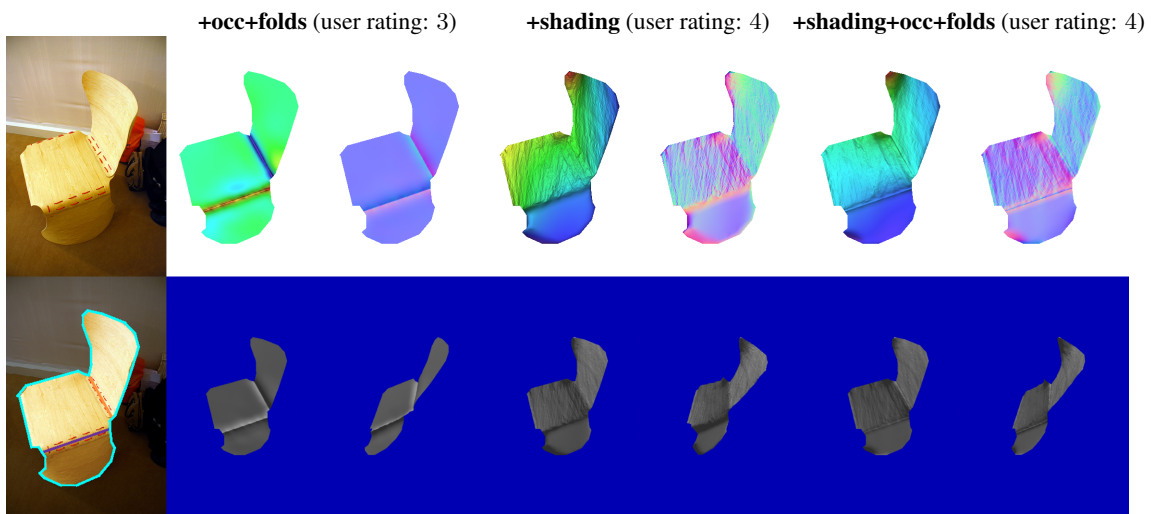 +occ+folds (user rating: 3) +shading (user rating: 4) +shading+occ+folds (user rating: 4)